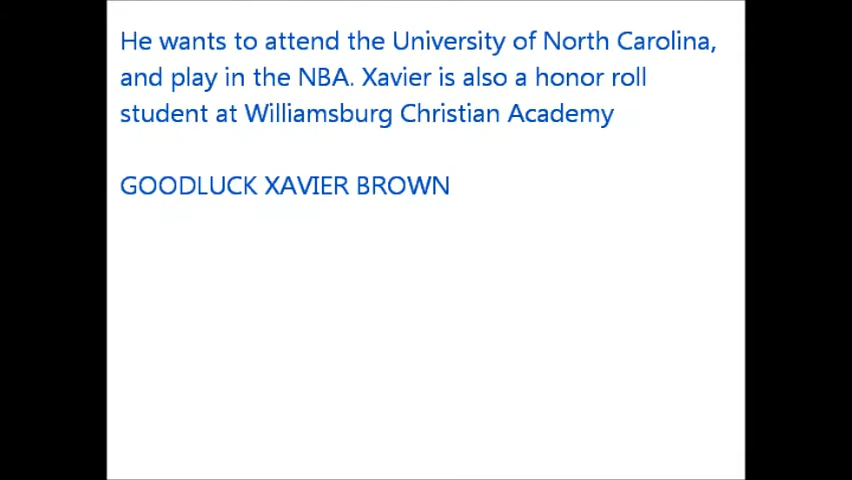 He wants to attend the University of North Carolina,
and play in the NBA. Xavier is also a honor roll
student at Williamsburg Christian Academy
GOODLUCK XAVIER BROWN